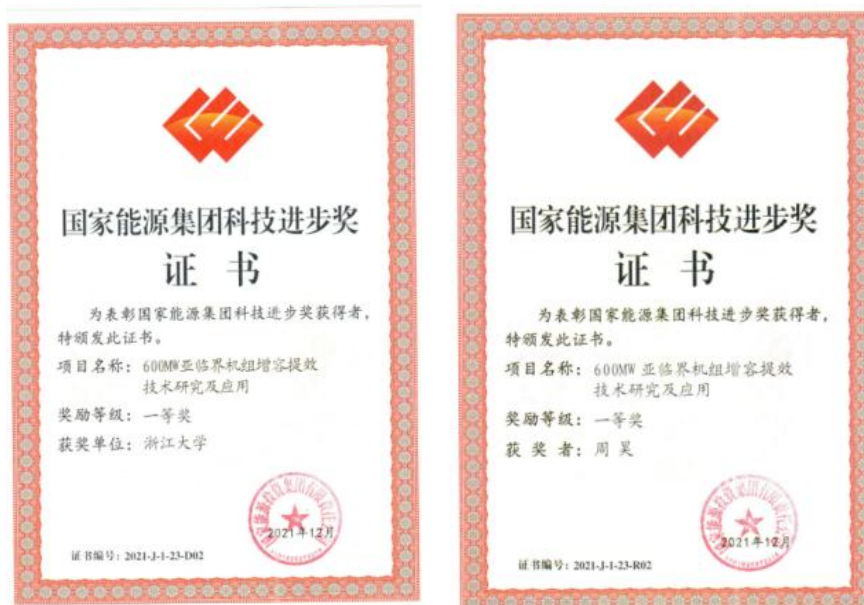 国家能源集团科技进步奖
证 书
为表彰国家能源集团科技进步奖获得者，
特颁发此证书。
项目名称：600MW亚临界机组增容提效
技术研究及应用
奖励等级：一等奖
获奖单位：浙江大学
2021年12月
证书编号：2021-J-1-23-D02
国家能源集团科技进步奖
证 书
为表彰国家能源集团科技进步奖获得者，
特颁发此证书。
项目名称：600MW 亚临界机组增容提效
技术研究及应用
奖励等级：一等奖
获 奖 者：周 昊
2021年12月
证书编号：2021-J-1-23-R02